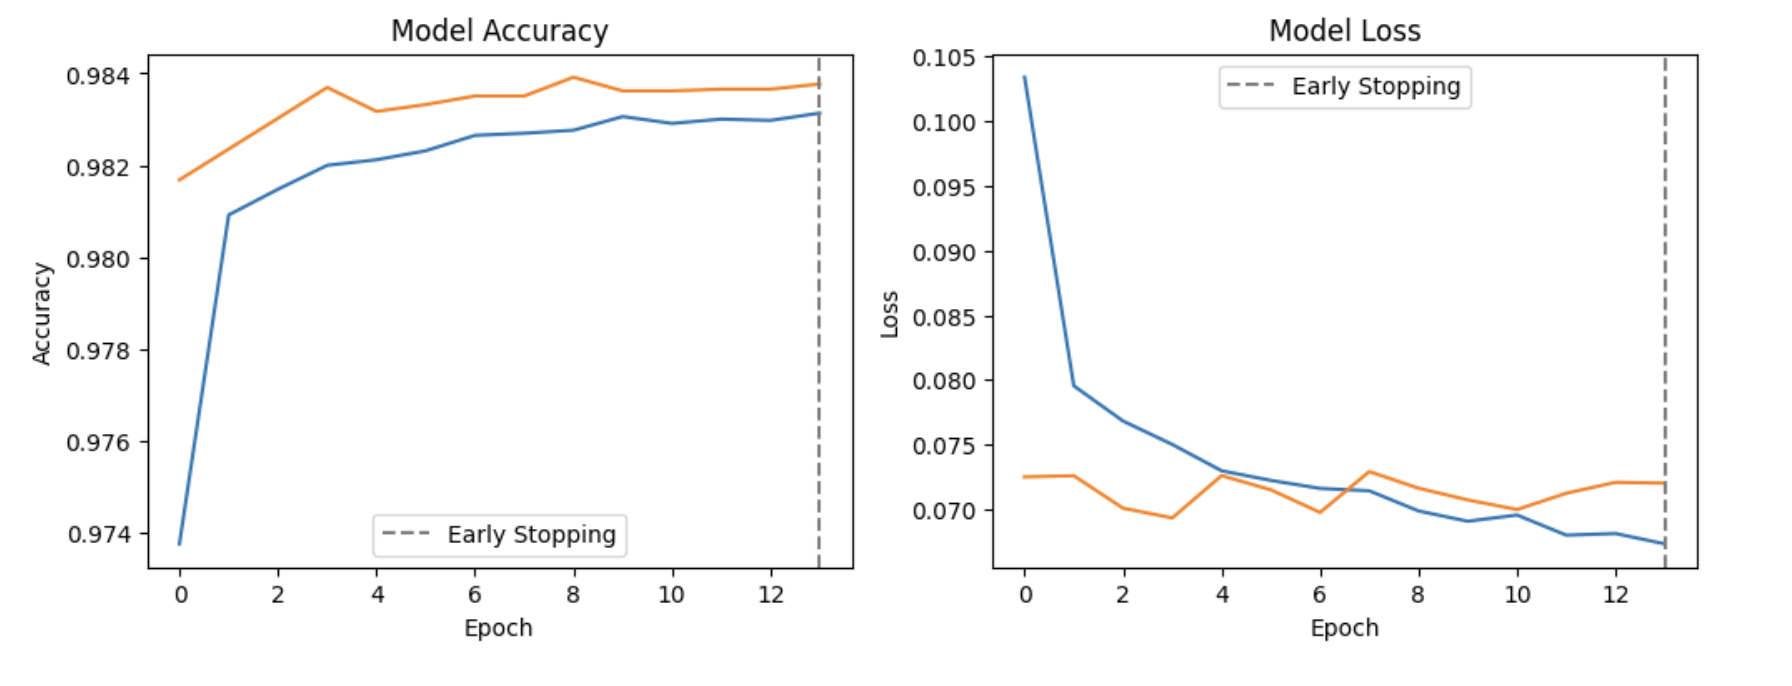 Model Accuracy
0.984
0.982
0.980
0.978
0.976
0.974
Accuracy
Early Stopping
0 2 4 6 8 10 12
Epoch
Model Loss
0.105
0.100
0.095
0.090
0.085
0.080
0.075
0.070
Loss
Early Stopping
0 2 4 6 8 10 12
Epoch